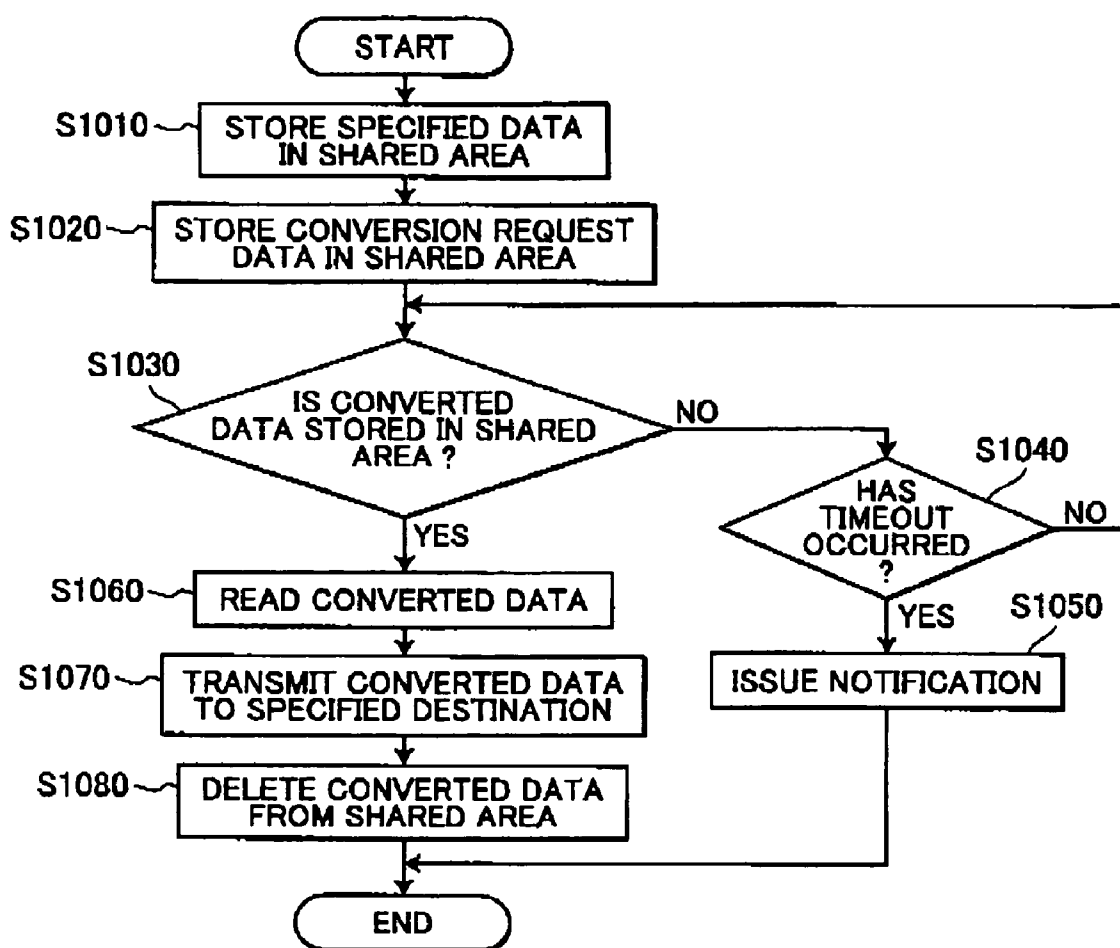 START
S1010
STORE SPECIFIED DATA
IN SHARED AREA
S1020
STORE CONVERSION REQUEST
DATA IN SHARED AREA
S1030
IS CONVERTED
DATA STORED IN SHARED
AREA ?
NO
YES
S1040
HAS
TIMEOUT
OCCURRED
?
NO
YES
S1050
ISSUE NOTIFICATION
S1060
READ CONVERTED DATA
S1070
TRANSMIT CONVERTED DATA
TO SPECIFIED DESTINATION
S1080
DELETE CONVERTED DATA
FROM SHARED AREA
END